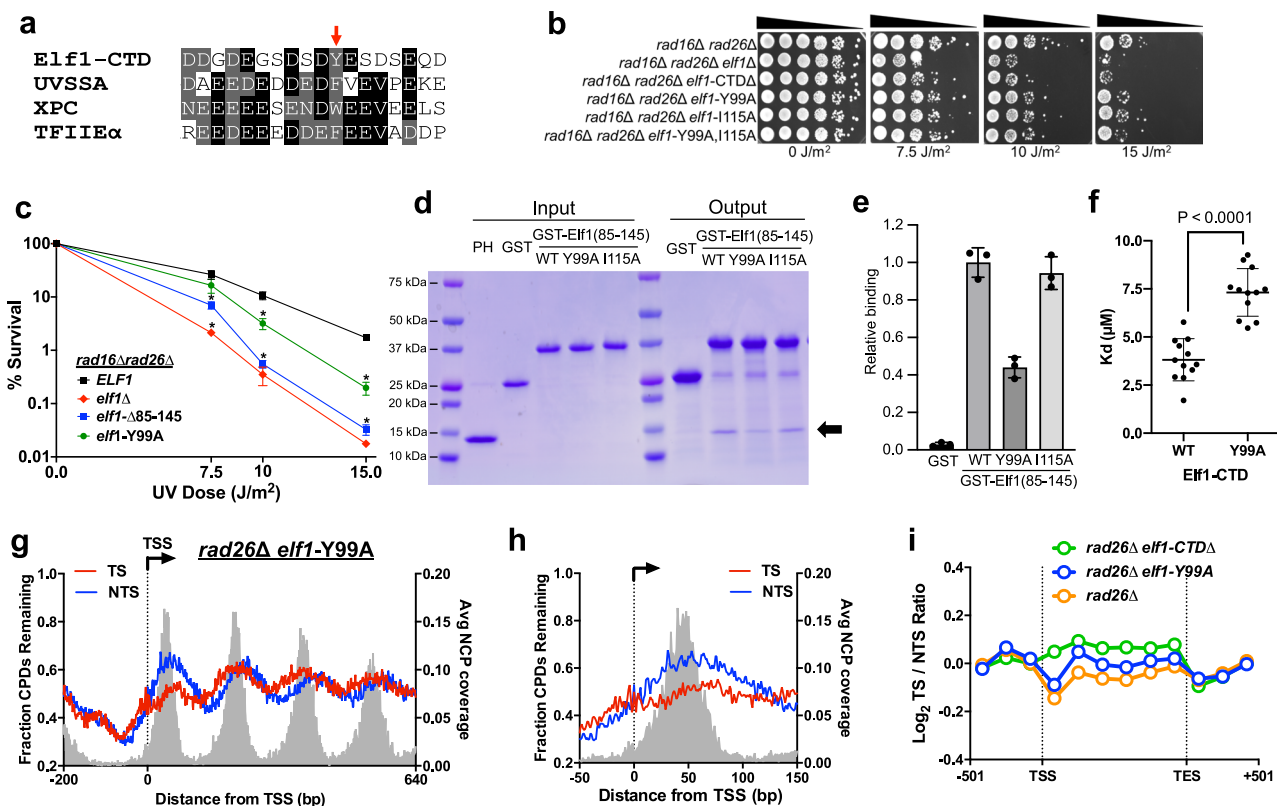 a
Elf1-CTD DDGDEGSDSDYESDSEQD
UVSSA DAEEDEDDEDFVEVPEKE
XPC NEEEEESENDWEEVEELS
TFIIEα REEDEEEDDEFEEVADDP
b
rad16Δ rad26Δ
rad16Δ rad26Δ elf1Δ
rad16Δ rad26Δ elf1-CTDΔ
rad16Δ rad26Δ elf1-Y99A
rad16Δ rad26Δ elf1-I115A
rad16Δ rad26Δ elf1-Y99A,I115A
0 J/m² 7.5 J/m² 10 J/m² 15 J/m²
c
% Survival
100
10
1
0.1
0.01
rad16Δrad26Δ
ELF1
elf1Δ
elf1-Δ85-145
elf1-Y99A
* * *
* * *
0.0 7.5 10 15.0
UV Dose (J/m²)
d
Input Output
GST-Elf1(85-145) GST-Elf1(85-145)
PH GST WT Y99A I115A GST WT Y99A I115A
75 kDa
50 kDa
37 kDa
25 kDa
20 kDa
15 kDa
10 kDa
e
Relative binding
1.2
1.0
0.8
0.6
0.4
0.2
0.0
GST WT Y99A I115A
GST-Elf1(85-145)
f
P < 0.0001
Kd (µM)
10.0
7.5
5.0
2.5
0.0
WT Y99A
Elf1-CTD
g
TSS rad26Δ elf1-Y99A
TS
NTS
Fraction CPDs Remaining
1.0
0.8
0.6
0.4
0.2
0.20
0.15
0.10
0.05
0.00
Avg NCP coverage
-200 0 640
Distance from TSS (bp)
h
TS
NTS
Fraction CPDs Remaining
1.0
0.8
0.6
0.4
0.2
0.20
0.15
0.10
0.05
0.00
Avg NCP coverage
-50 0 50 100 150
Distance from TSS (bp)
i
rad26Δ elf1-CTDΔ
rad26Δ elf1-Y99A
rad26Δ
Log₂ TS / NTS Ratio
0.4
0.2
0.0
-0.2
-0.4
-501 TSS TES +501